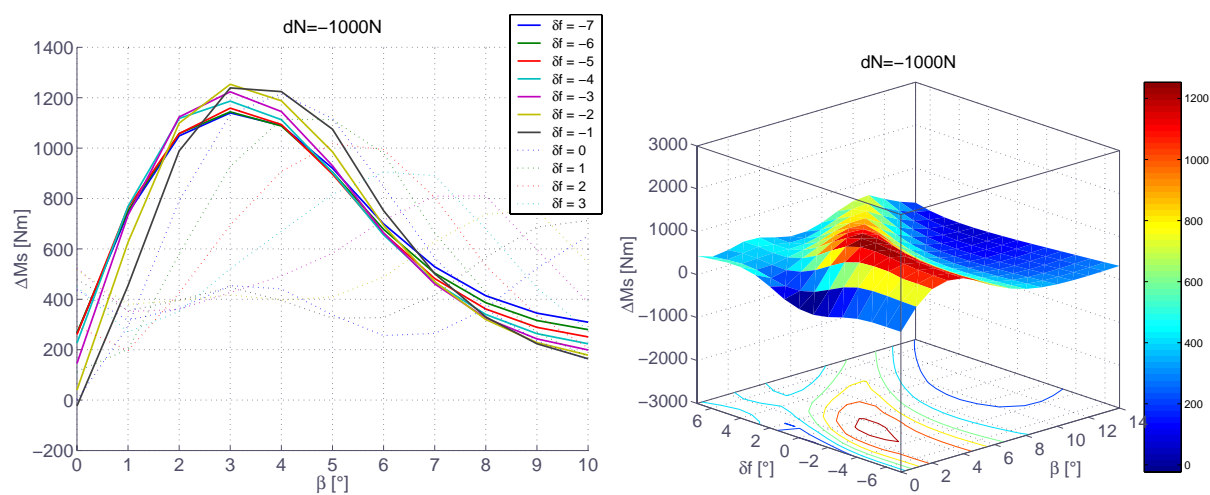 dN=−1000N
1400
1200
1000
800
600
400
200
0
−200
ΔMs [Nm]
0 1 2 3 4 5 6 7 8 9 10
β [°]
δf = −7
δf = −6
δf = −5
δf = −4
δf = −3
δf = −2
δf = −1
δf = 0
δf = 1
δf = 2
δf = 3
dN=−1000N
3000
2000
1000
0
−1000
−2000
−3000
ΔMs [Nm]
6 4 2 0 −2 −4 −6
δf [°]
0 2 4 6 8 10 12 14
β [°]
1200
1000
800
600
400
200
0